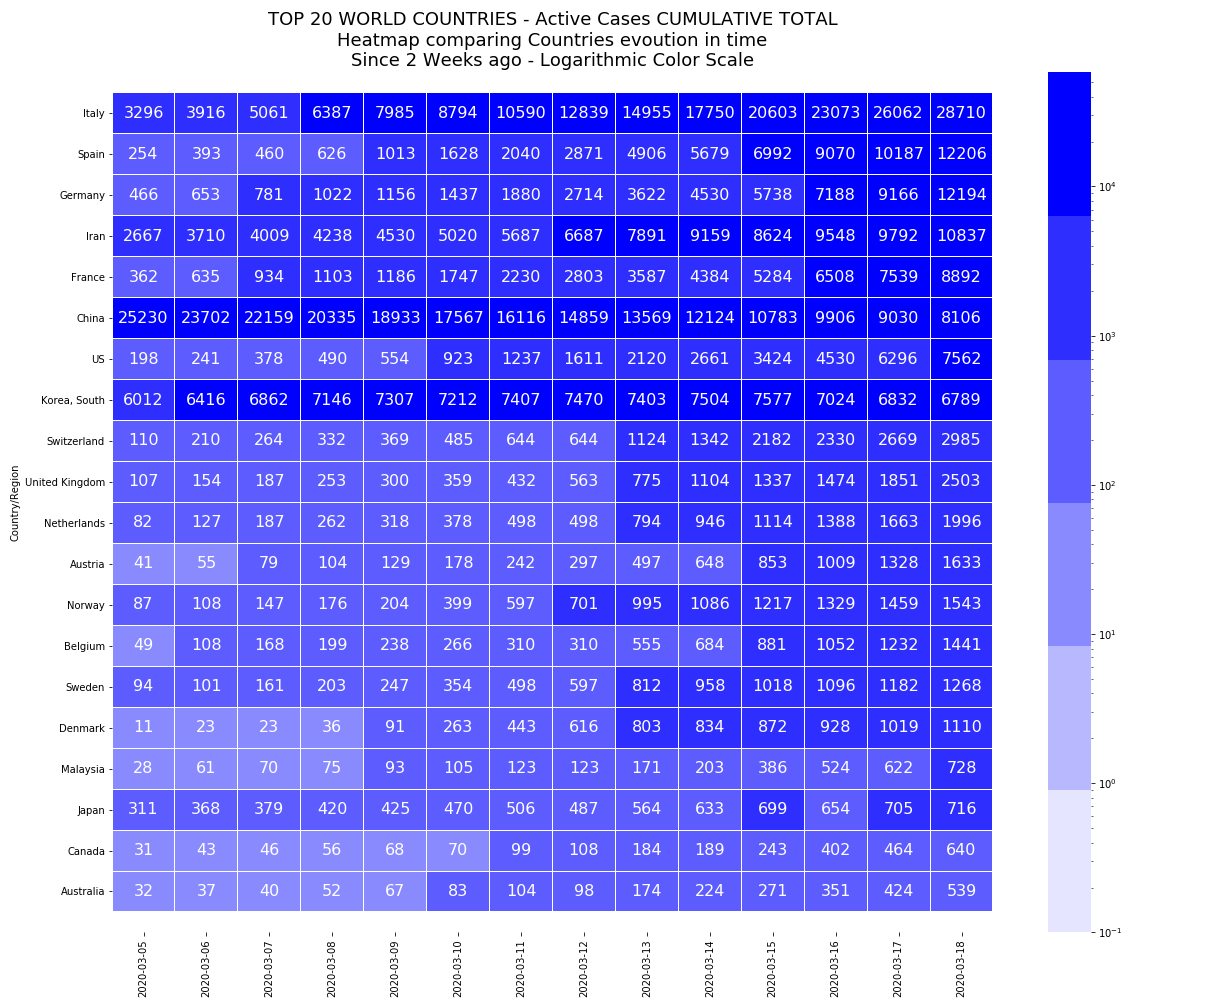 TOP 20 WORLD COUNTRIES - Active Cases CUMULATIVE TOTAL
Heatmap comparing Countries evoution in time
Since 2 Weeks ago - Logarithmic Color Scale
Italy 3296 3916 5061 6387 7985 8794 10590 12839 14955 17750 20603 23073 26062 28710
Spain 254 393 460 626 1013 1628 2040 2871 4906 5679 6992 9070 10187 12206
Germany 466 653 781 1022 1156 1437 1880 2714 3622 4530 5738 7188 9166 12194
Iran 2667 3710 4009 4238 4530 5020 5687 6687 7891 9159 8624 9548 9792 10837
France 362 635 934 1103 1186 1747 2230 2803 3587 4384 5284 6508 7539 8892
China 25230 23702 22159 20335 18933 17567 16116 14859 13569 12124 10783 9906 9030 8106
US 198 241 378 490 554 923 1237 1611 2120 2661 3424 4530 6296 7562
Korea, South 6012 6416 6862 7146 7307 7212 7407 7470 7403 7504 7577 7024 6832 6789
Switzerland 110 210 264 332 369 485 644 644 1124 1342 2182 2330 2669 2985
United Kingdom 107 154 187 253 300 359 432 563 775 1104 1337 1474 1851 2503
Netherlands 82 127 187 262 318 378 498 498 794 946 1114 1388 1663 1996
Austria 41 55 79 104 129 178 242 297 497 648 853 1009 1328 1633
Norway 87 108 147 176 204 399 597 701 995 1086 1217 1329 1459 1543
Belgium 49 108 168 199 238 266 310 310 555 684 881 1052 1232 1441
Sweden 94 101 161 203 247 354 498 597 812 958 1018 1096 1182 1268
Denmark 11 23 23 36 91 263 443 616 803 834 872 928 1019 1110
Malaysia 28 61 70 75 93 105 123 123 171 203 386 524 622 728
Japan 311 368 379 420 425 470 506 487 564 633 699 654 705 716
Canada 31 43 46 56 68 70 99 108 184 189 243 402 464 640
Australia 32 37 40 52 67 83 104 98 174 224 271 351 424 539
Country/Region
2020-03-05 2020-03-06 2020-03-07 2020-03-08 2020-03-09 2020-03-10 2020-03-11 2020-03-12 2020-03-13 2020-03-14 2020-03-15 2020-03-16 2020-03-17 2020-03-18
10⁴
10³
10²
10¹
10⁰
10⁻¹